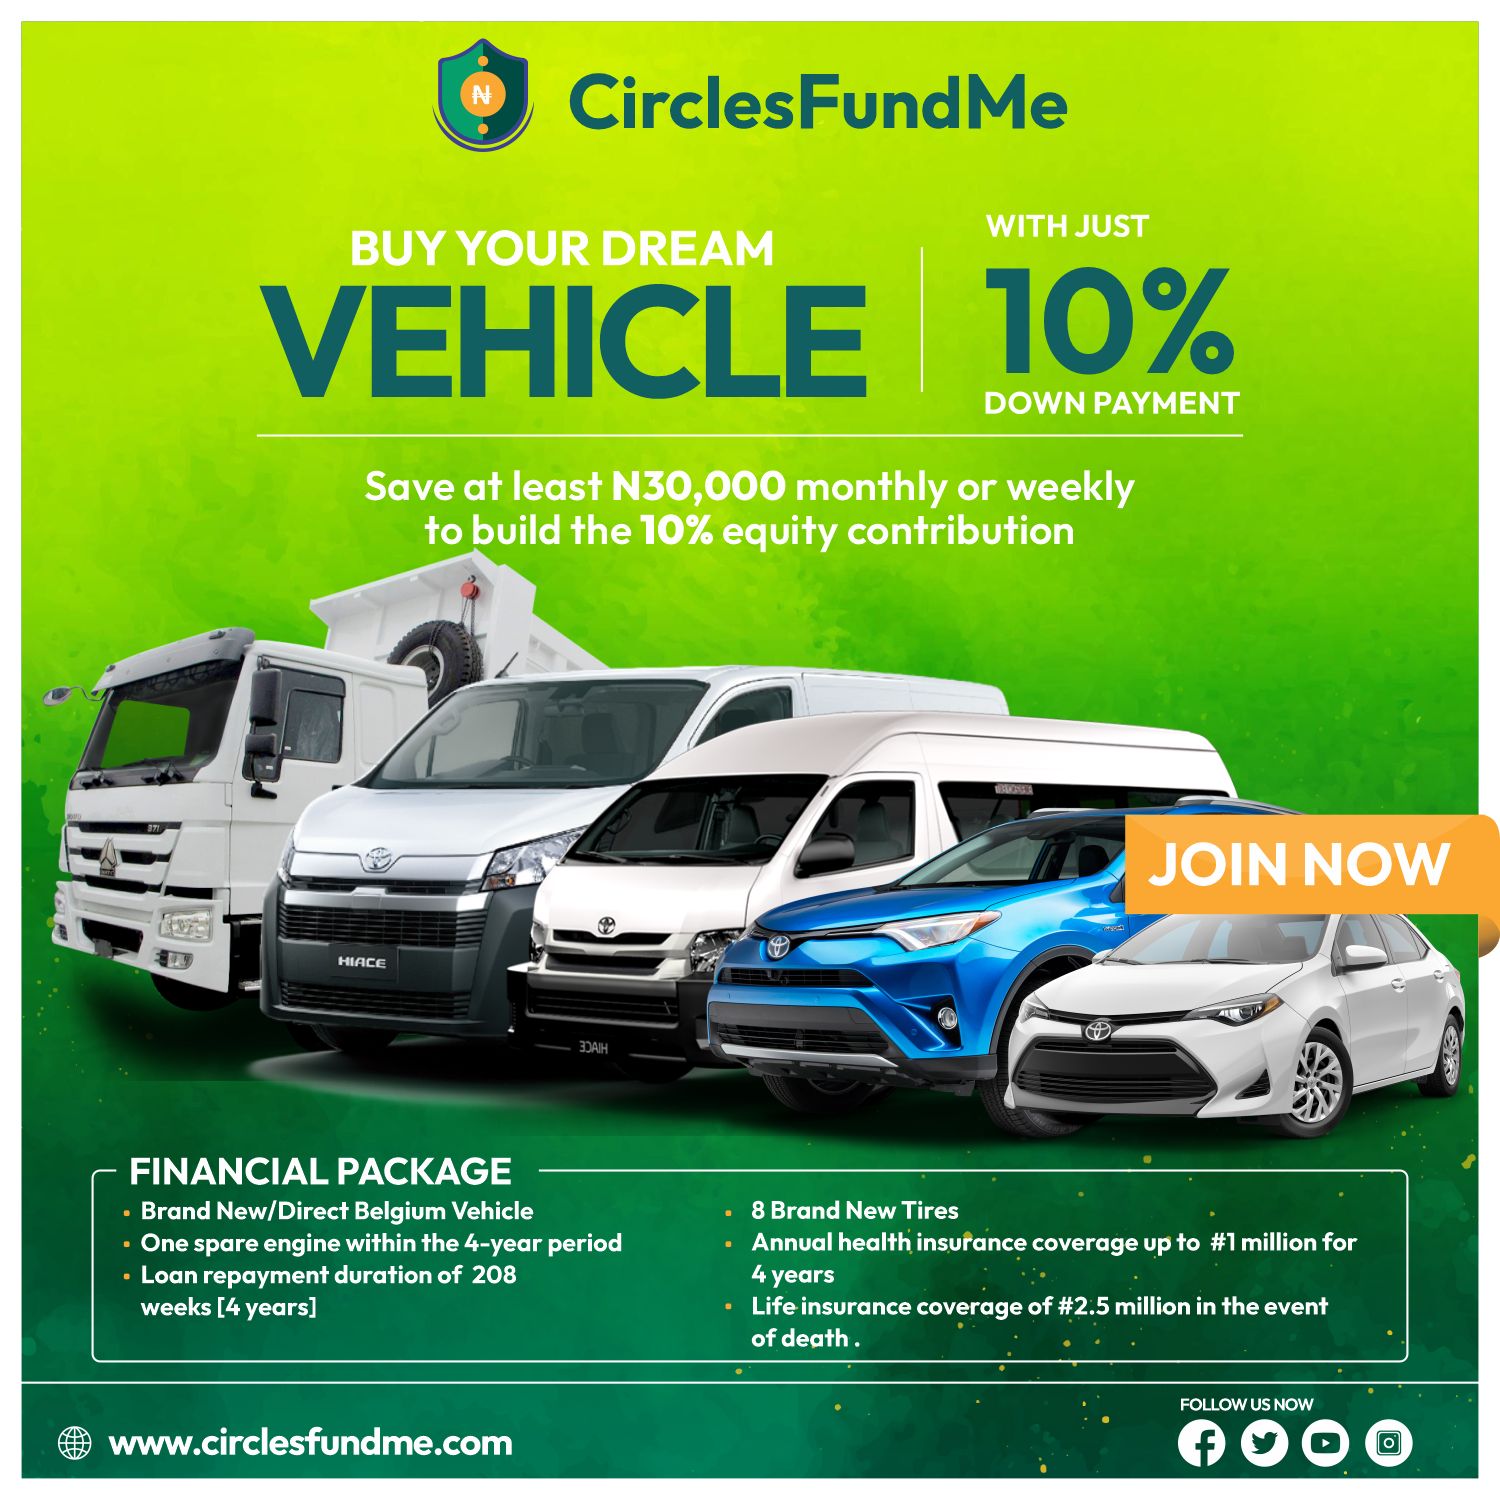 N
CirclesFundMe
BUY YOUR DREAM
VEHICLE
WITH JUST
10%
DOWN PAYMENT
Save at least N30,000 monthly or weekly
to build the 10% equity contribution
371
HIACE
HIACE
JOIN NOW
FINANCIAL PACKAGE
Brand New/Direct Belgium Vehicle
One spare engine within the 4-year period
Loan repayment duration of 208
weeks [4 years]
8 Brand New Tires
Annual health insurance coverage up to #1 million for
4 years
Life insurance coverage of #2.5 million in the event
of death .
www.circlesfundme.com
FOLLOW US NOW